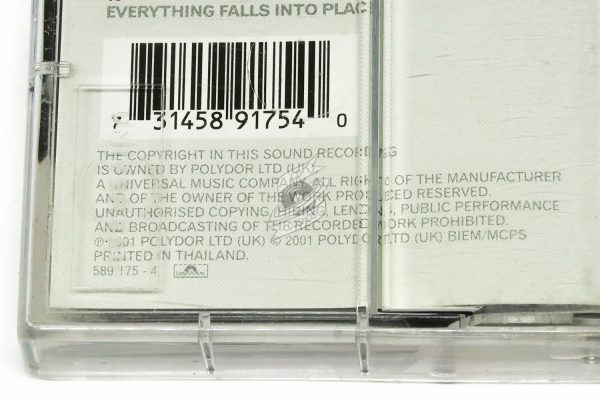 EVERYTHING FALLS INTO PLAC
7 31458 91754 0
THE COPYRIGHT IN THIS SOUND RECORDING
IS OWNED BY POLYDOR LTD (UK)
A UNIVERSAL MUSIC COMPANY. ALL RIGHTS OF THE MANUFACTURER
AND OF THE OWNER OF THE WORK PRODUCED RESERVED.
UNAUTHORISED COPYING, HIRING, LENDING, PUBLIC PERFORMANCE
AND BROADCASTING OF THE RECORDED WORK PROHIBITED.
℗ 2001 POLYDOR LTD (UK) © 2001 POLYDOR LTD (UK) BIEM/MCPS
PRINTED IN THAILAND.
589 175 - 4